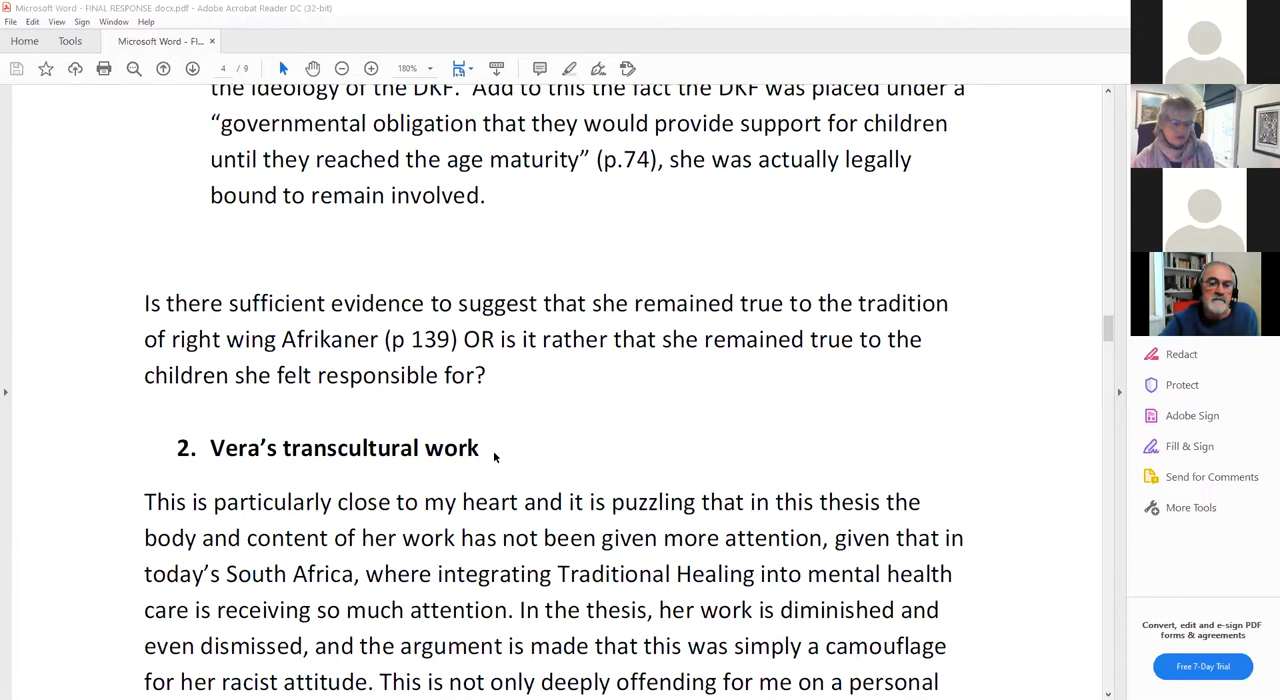 Microsoft Word - FINAL RESPONSE docx.pdf - Adobe Acrobat Reader DC (32-bit)
File Edit View Sign Window Help
Home Tools Microsoft Word - FI... ×
4 / 9 180%
the ideology of the DKF. Add to this the fact the DKF was placed under a
“governmental obligation that they would provide support for children
until they reached the age maturity” (p.74), she was actually legally
bound to remain involved.
Is there sufficient evidence to suggest that she remained true to the tradition
of right wing Afrikaner (p 139) OR is it rather that she remained true to the
children she felt responsible for?
2. Vera’s transcultural work
This is particularly close to my heart and it is puzzling that in this thesis the
body and content of her work has not been given more attention, given that in
today’s South Africa, where integrating Traditional Healing into mental health
care is receiving so much attention. In the thesis, her work is diminished and
even dismissed, and the argument is made that this was simply a camouflage
for her racist attitude. This is not only deeply offending for me on a personal
Redact
Protect
Adobe Sign
Fill & Sign
Send for Comments
More Tools
Convert, edit and e-sign PDF
forms & agreements
Free 7-Day Trial